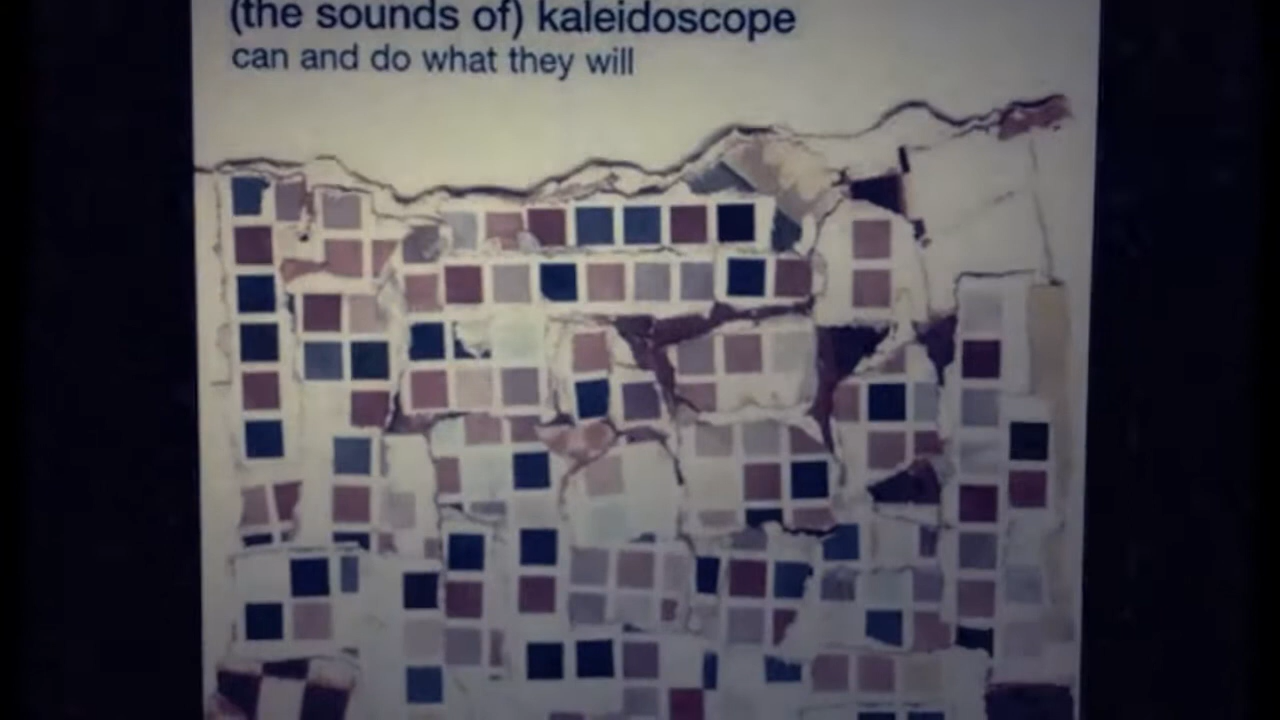 (the sounds of) kaleidoscope
can and do what they will